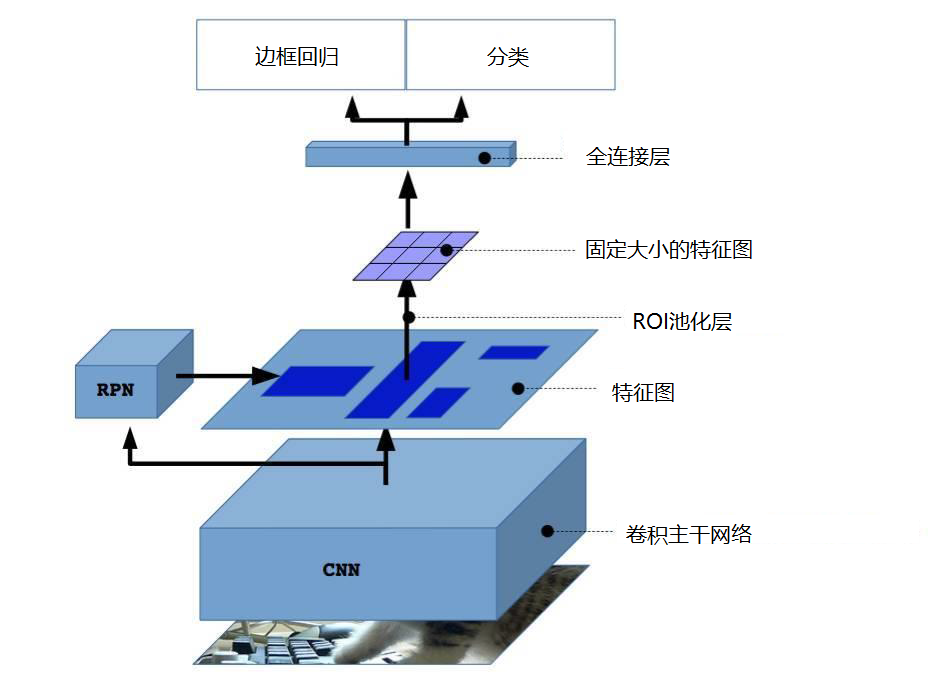 边框回归
分类
全连接层
固定大小的特征图
ROI池化层
RPN
特征图
卷积主干网络
CNN